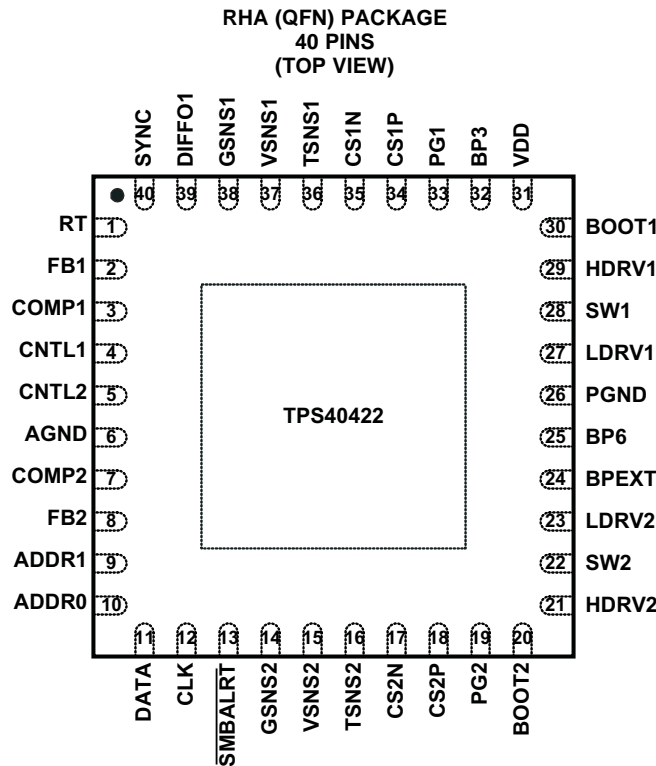 RHA (QFN) PACKAGE
40 PINS
(TOP VIEW)
SYNC
DIFFO1
GSNS1
VSNS1
TSNS1
CS1N
CS1P
PG1
BP3
VDD
40
39
38
37
36
35
34
33
32
31
RT 1
FB1 2
COMP1 3
CNTL1 4
CNTL2 5
AGND 6
COMP2 7
FB2 8
ADDR1 9
ADDR0 10
TPS40422
30 BOOT1
29 HDRV1
28 SW1
27 LDRV1
26 PGND
25 BP6
24 BPEXT
23 LDRV2
22 SW2
21 HDRV2
11
12
13
14
15
16
17
18
19
20
DATA
CLK
SMBALRT
GSNS2
VSNS2
TSNS2
CS2N
CS2P
PG2
BOOT2